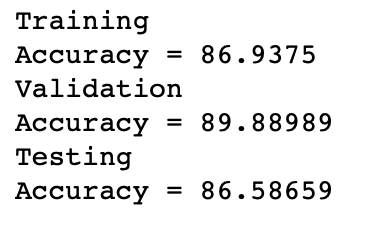 Training
Accuracy = 86.9375
Validation
Accuracy = 89.88989
Testing
Accuracy = 86.58659